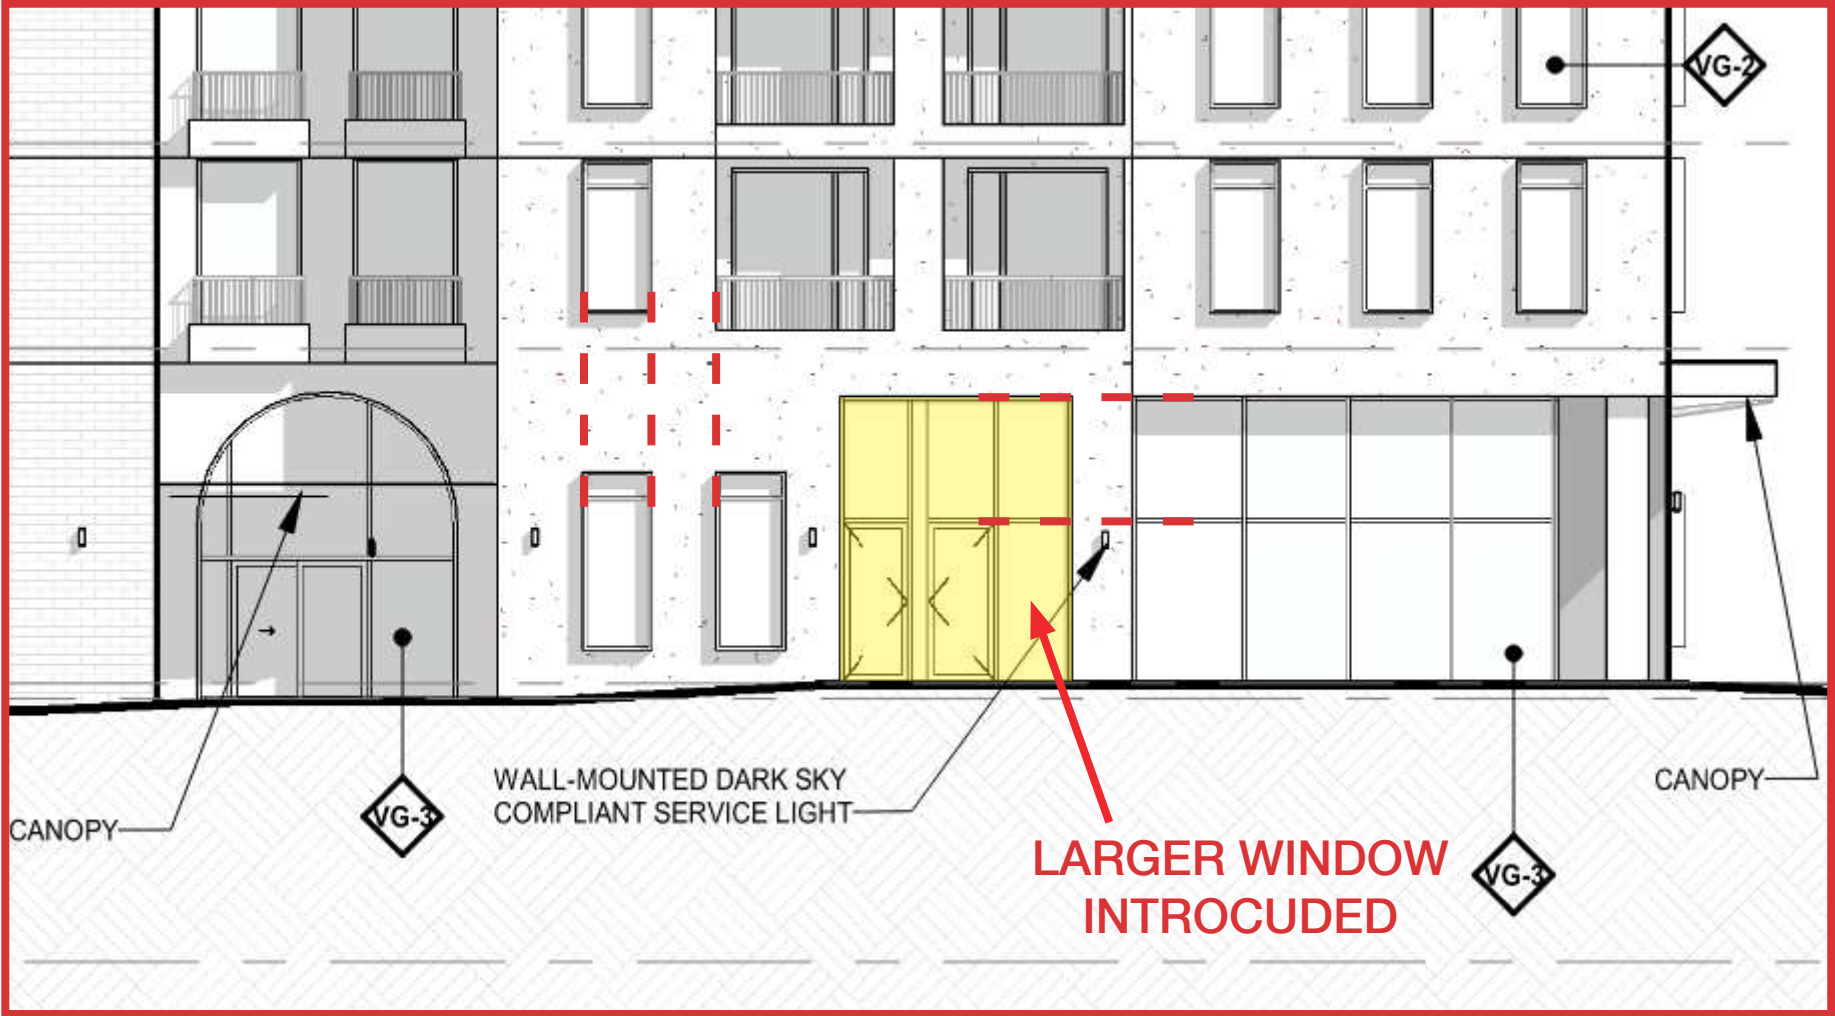 VG-2
WALL-MOUNTED DARK SKY
COMPLIANT SERVICE LIGHT
CANOPY
CANOPY
VG-3
LARGER WINDOW
INTROCUDED
VG-3